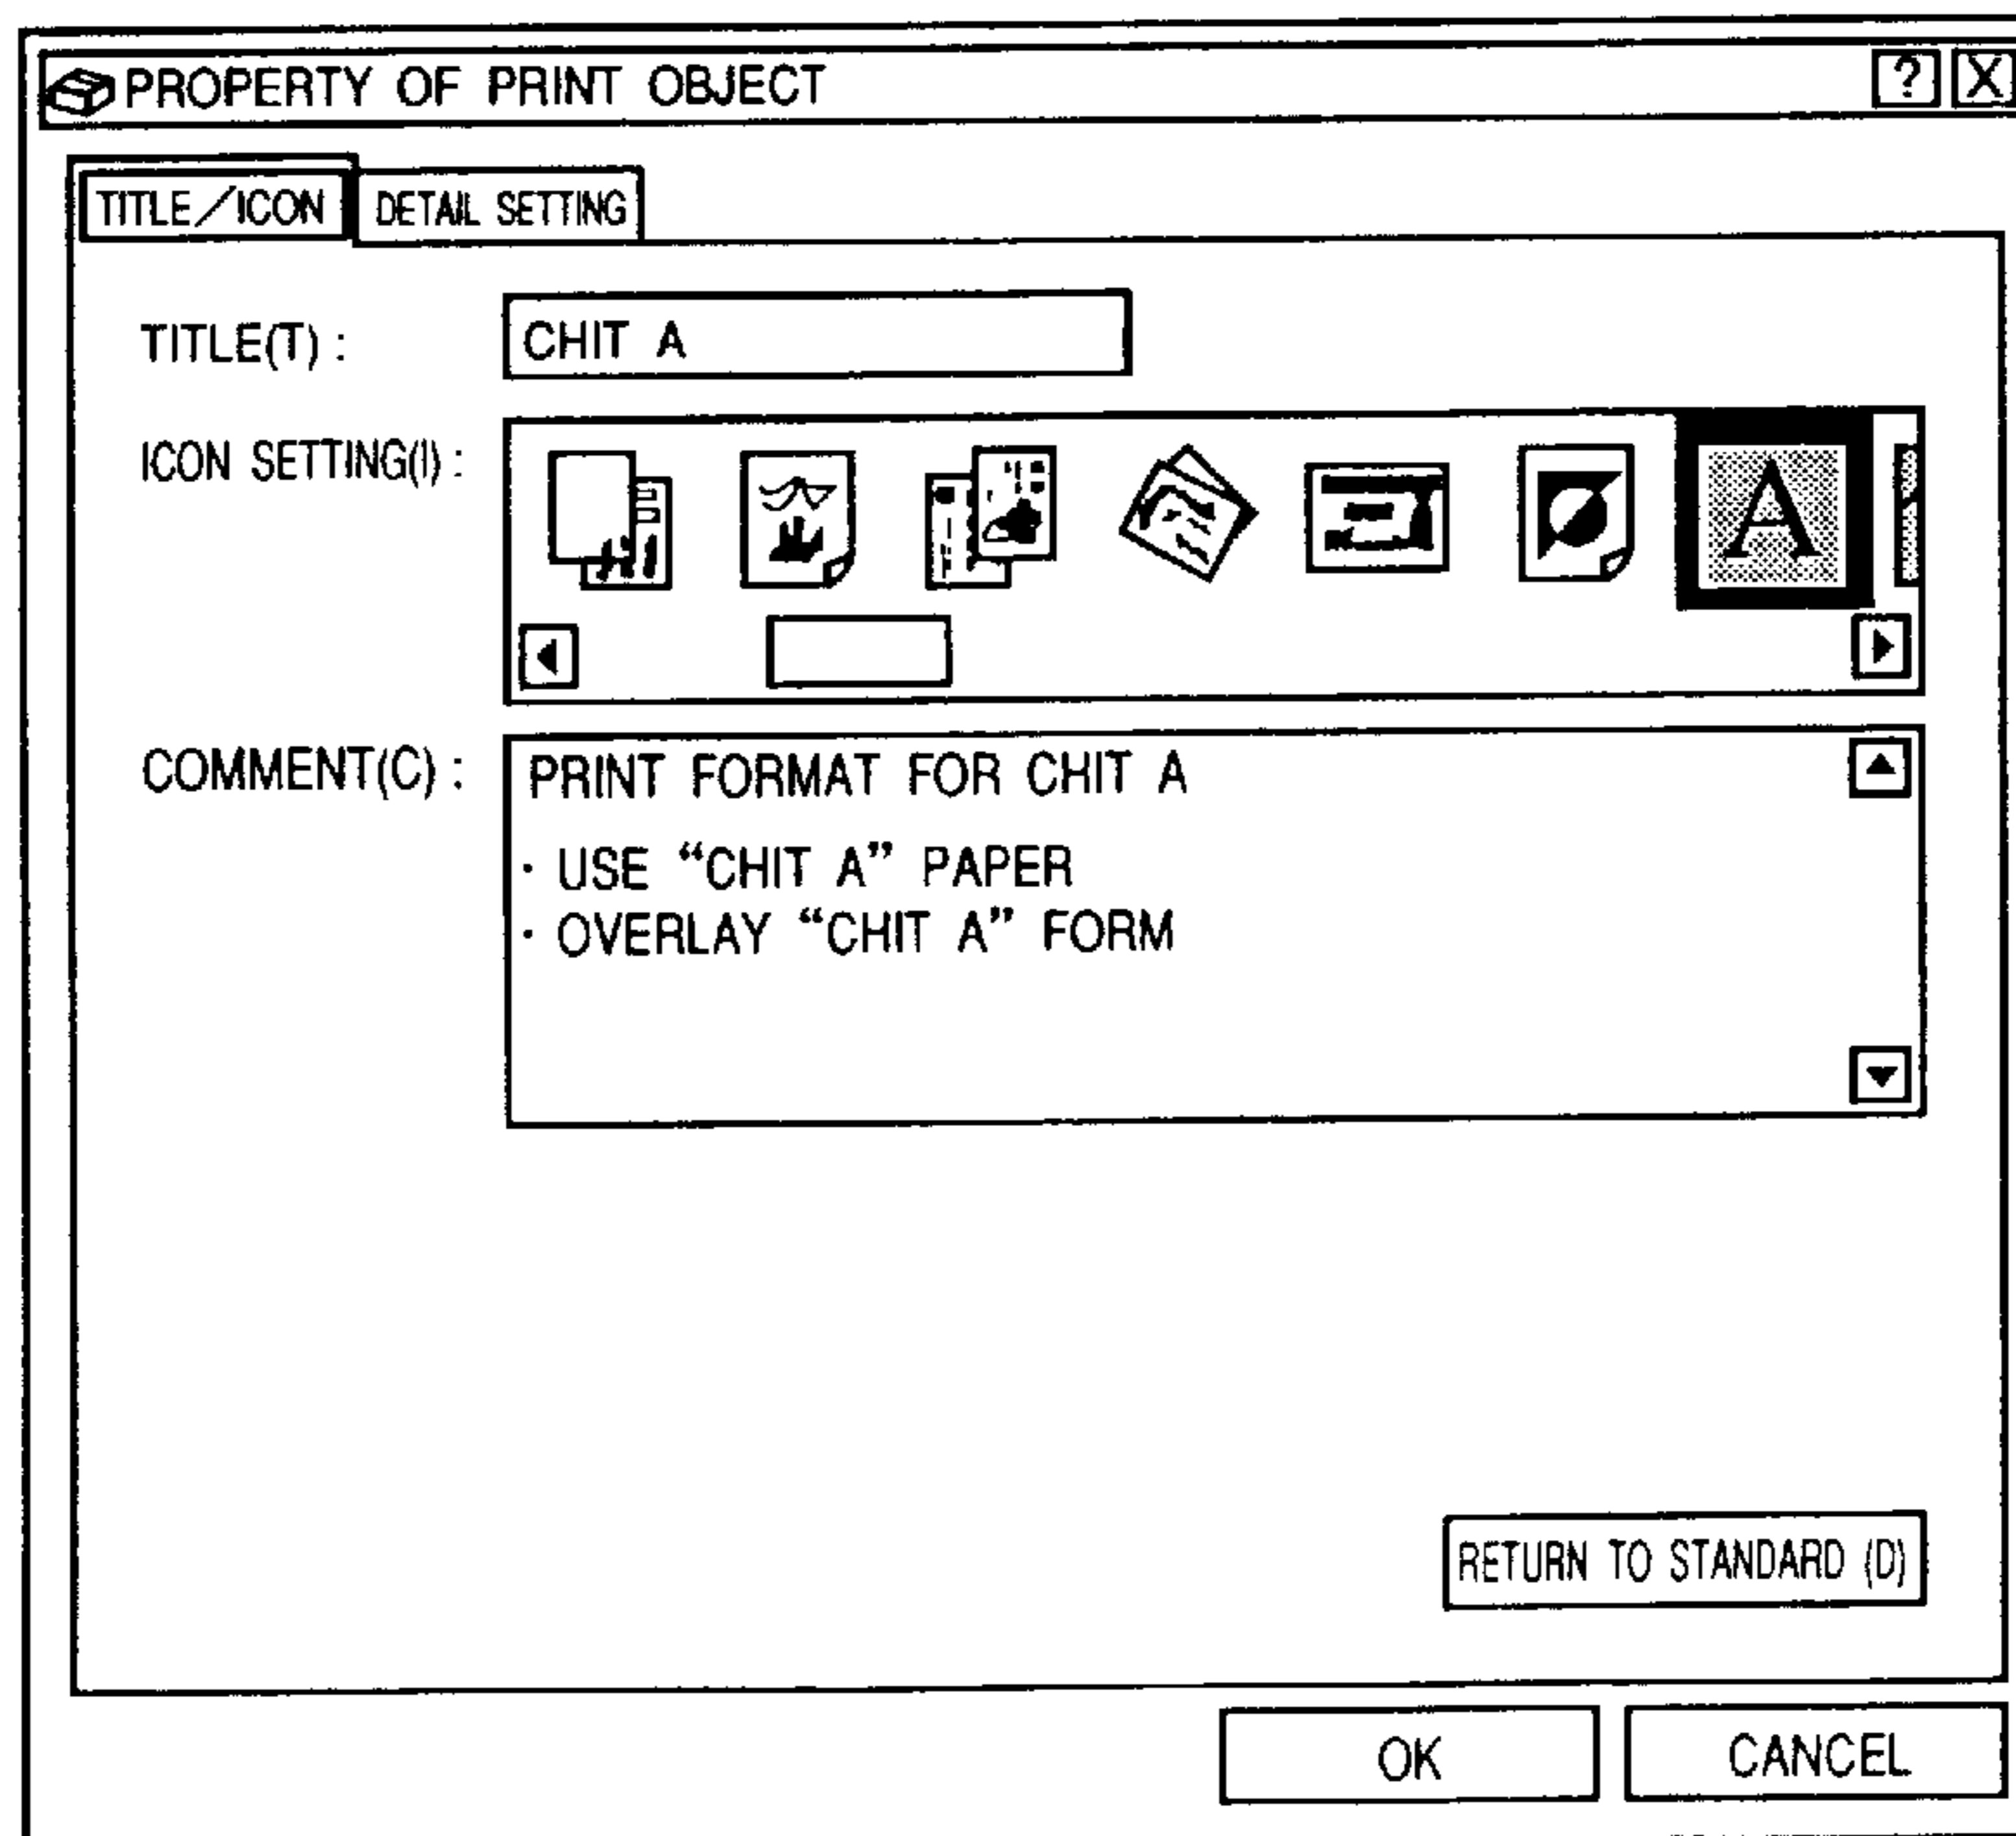 PROPERTY OF PRINT OBJECT ? X
TITLE/ICON DETAIL SETTING
TITLE(T) : CHIT A
ICON SETTING(I) :
A
COMMENT(C) : PRINT FORMAT FOR CHIT A
· USE “CHIT A” PAPER
· OVERLAY “CHIT A” FORM
RETURN TO STANDARD (D)
OK CANCEL